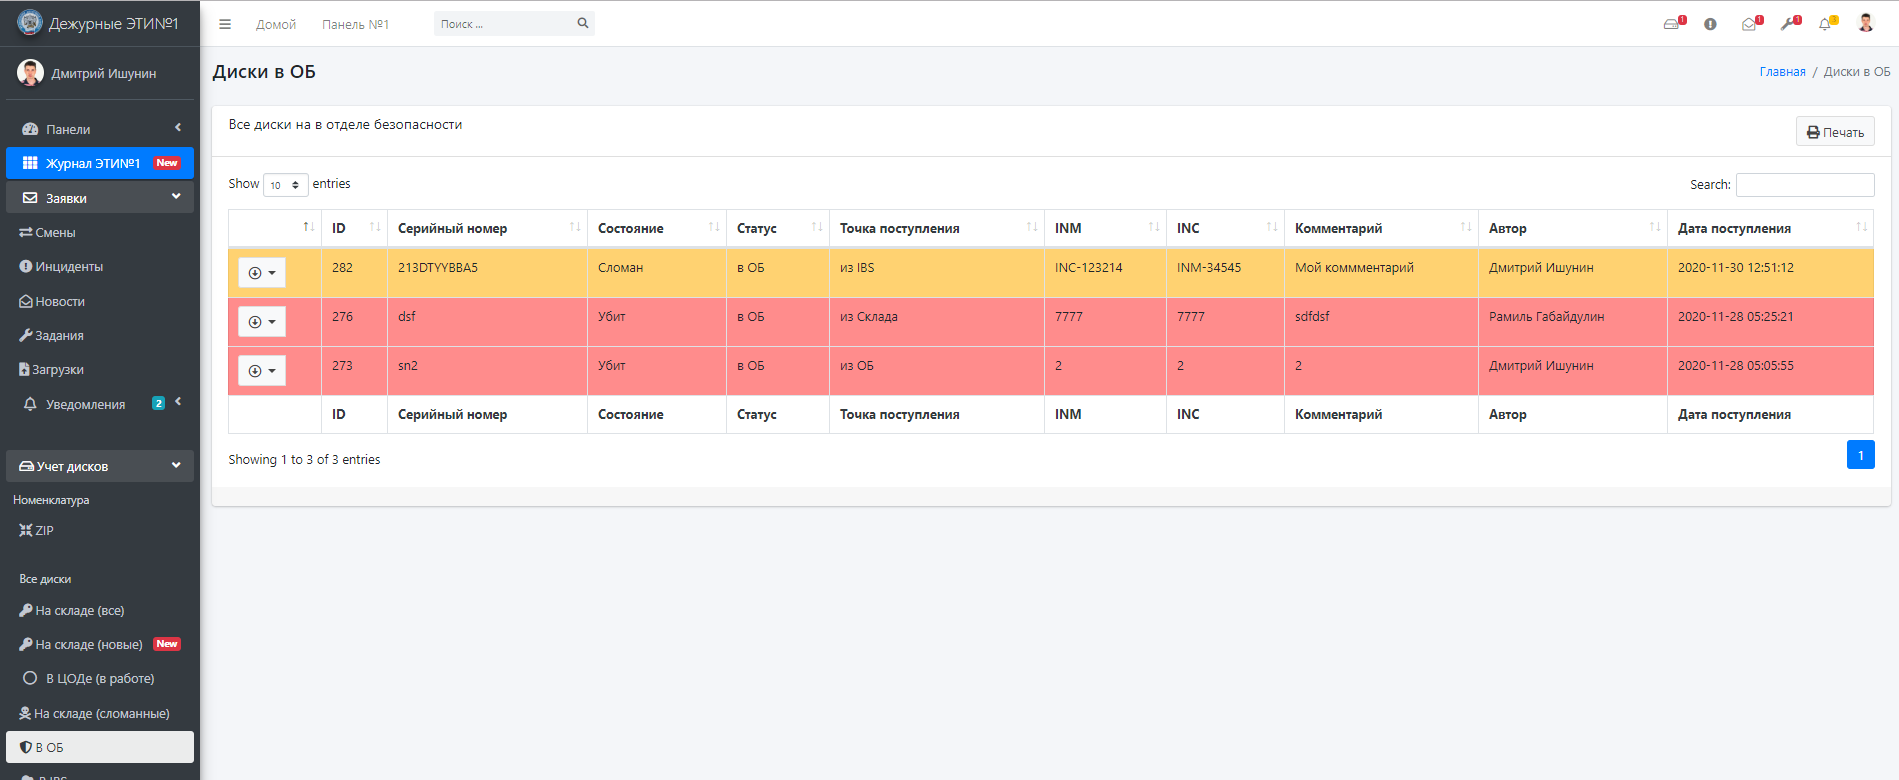 Дежурные ЭТИ№1
Дмитрий Ишунин
Панели
Журнал ЭТИ№1 New
Заявки
Смены
Инциденты
Новости
Задания
Загрузки
Уведомления 2
Учет дисков
Номенклатура
ZIP
Все диски
На складе (все)
На складе (новые) New
В ЦОДе (в работе)
На складе (сломанные)
В ОБ
В IBS
Домой Панель №1 Поиск ... 1 1 1 1
Диски в ОБ
Главная / Диски в ОБ
Все диски на в отделе безопасности
Печать
Show 10 entries Search:
ID Серийный номер Состояние Статус Точка поступления INM INC Комментарий Автор Дата поступления
282 213DTYYBBA5 Сломан в ОБ из IBS INC-123214 INM-34545 Мой коммментарий Дмитрий Ишунин 2020-11-30 12:51:12
276 dsf Убит в ОБ из Склада 7777 7777 sdfdsf Рамиль Габайдулин 2020-11-28 05:25:21
273 sn2 Убит в ОБ из ОБ 2 2 2 Дмитрий Ишунин 2020-11-28 05:05:55
ID Серийный номер Состояние Статус Точка поступления INM INC Комментарий Автор Дата поступления
Showing 1 to 3 of 3 entries 1